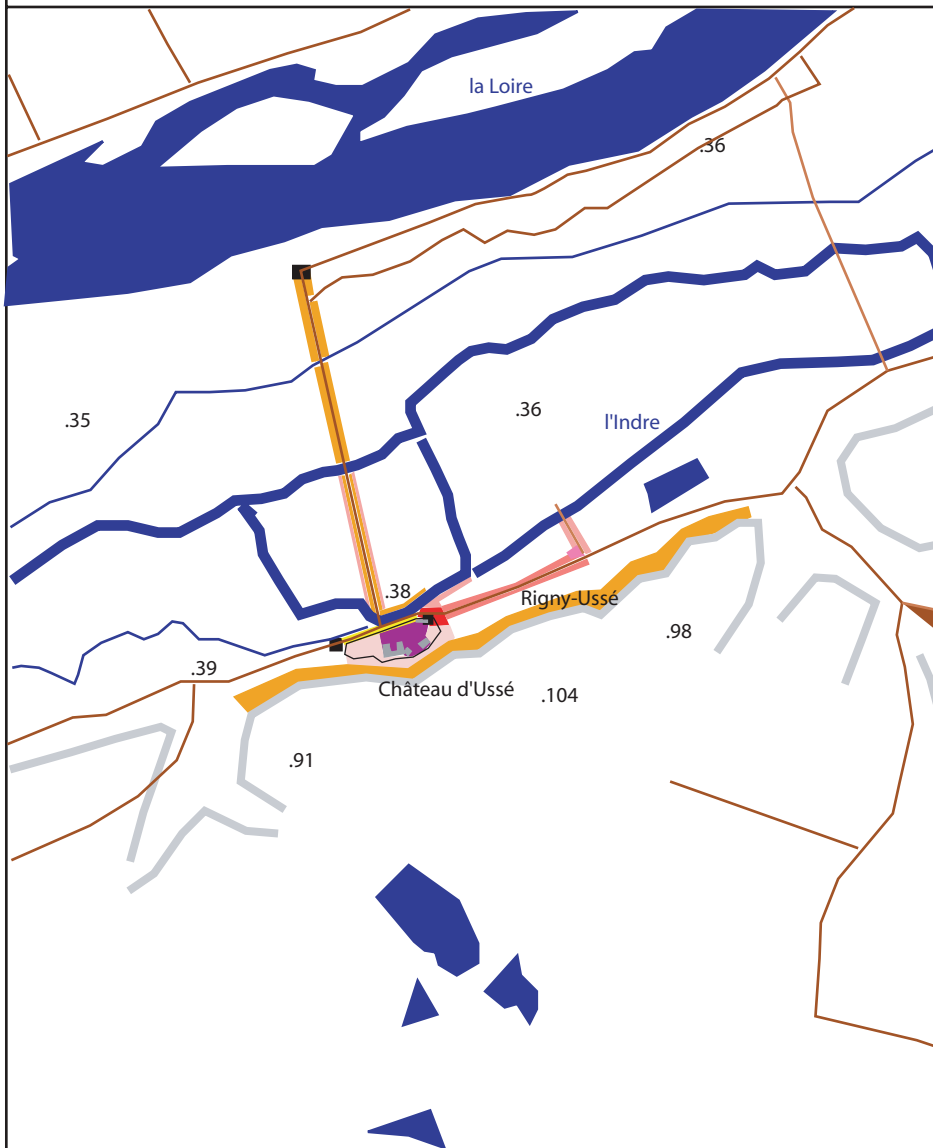 la Loire
.36
.35
.36
l'Indre
.38
Rigny-Ussé
.98
.39
Château d'Ussé
.104
.91